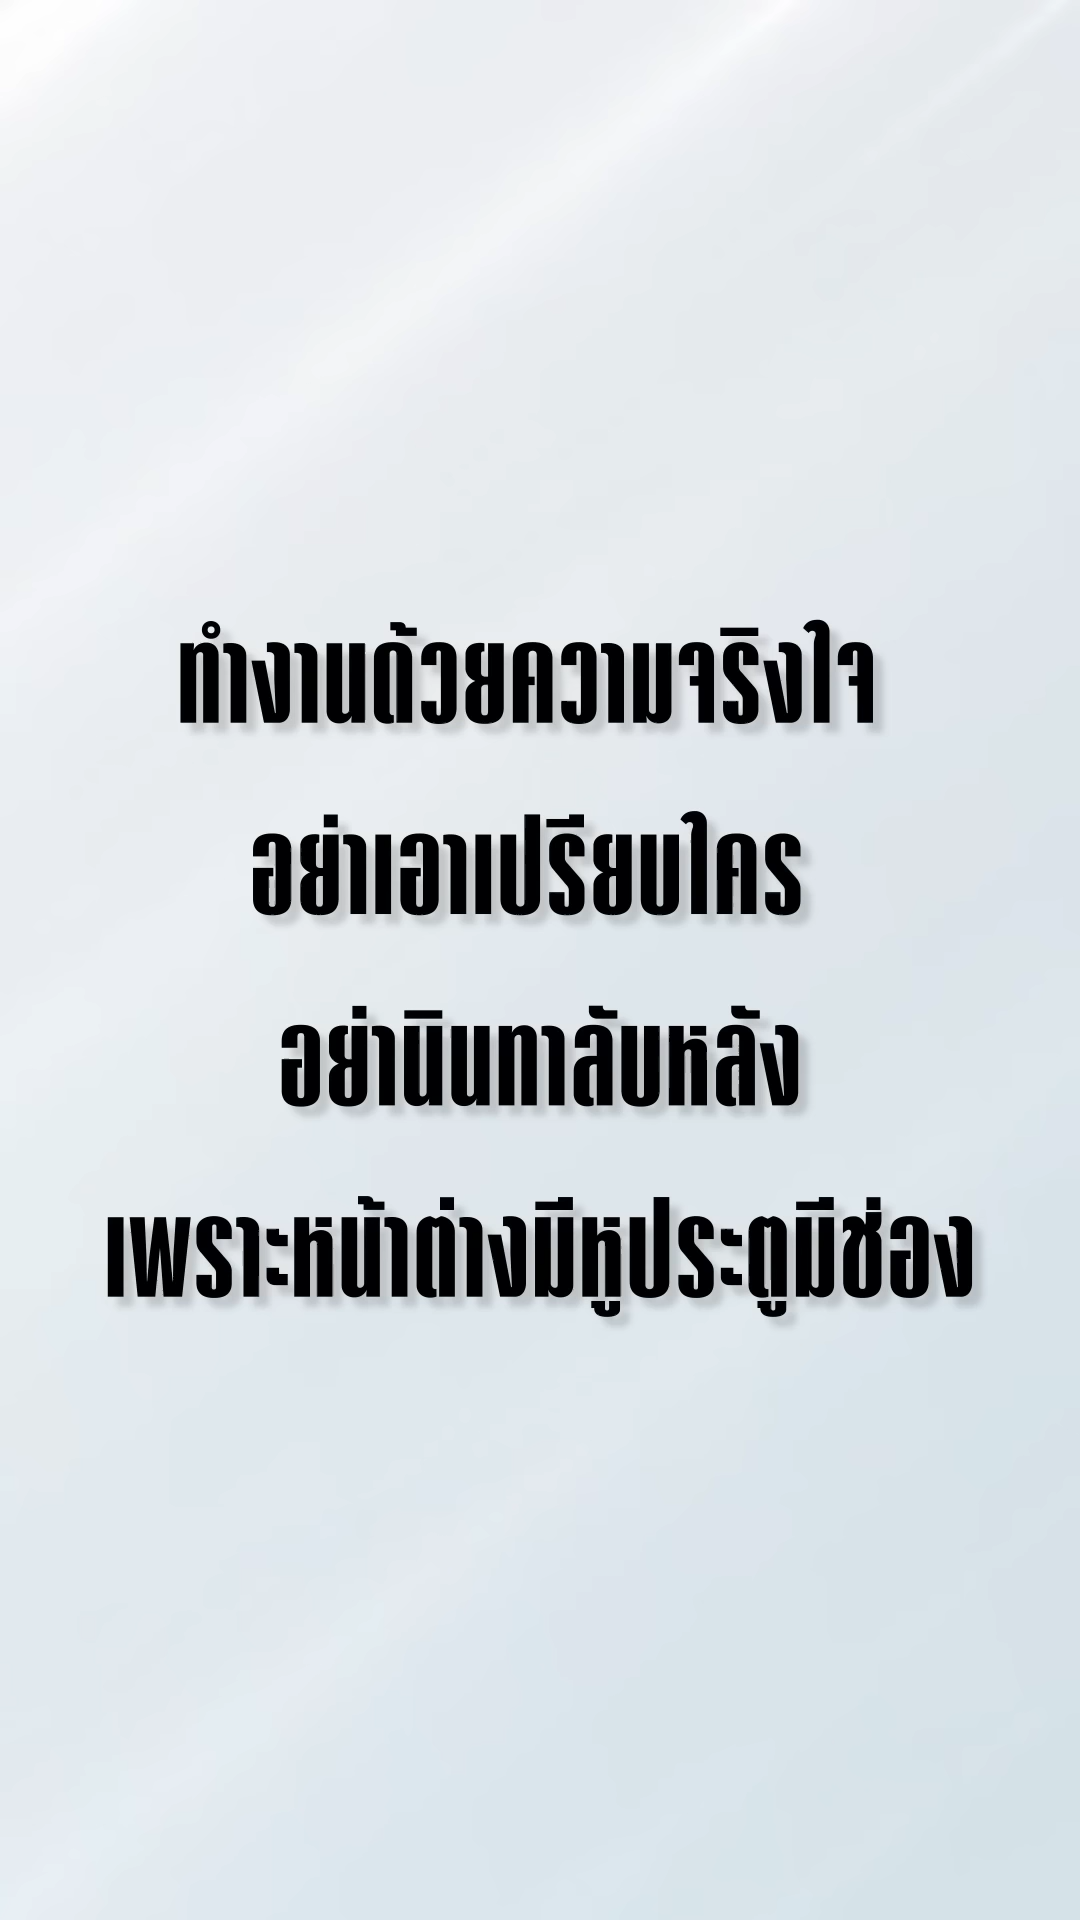 ทำงานด้วยความจริงใจ
อย่าเอาเปรียบใคร
อย่านินทาลับหลัง
เพราะหน้าต่างมีหูประตูมีช่อง